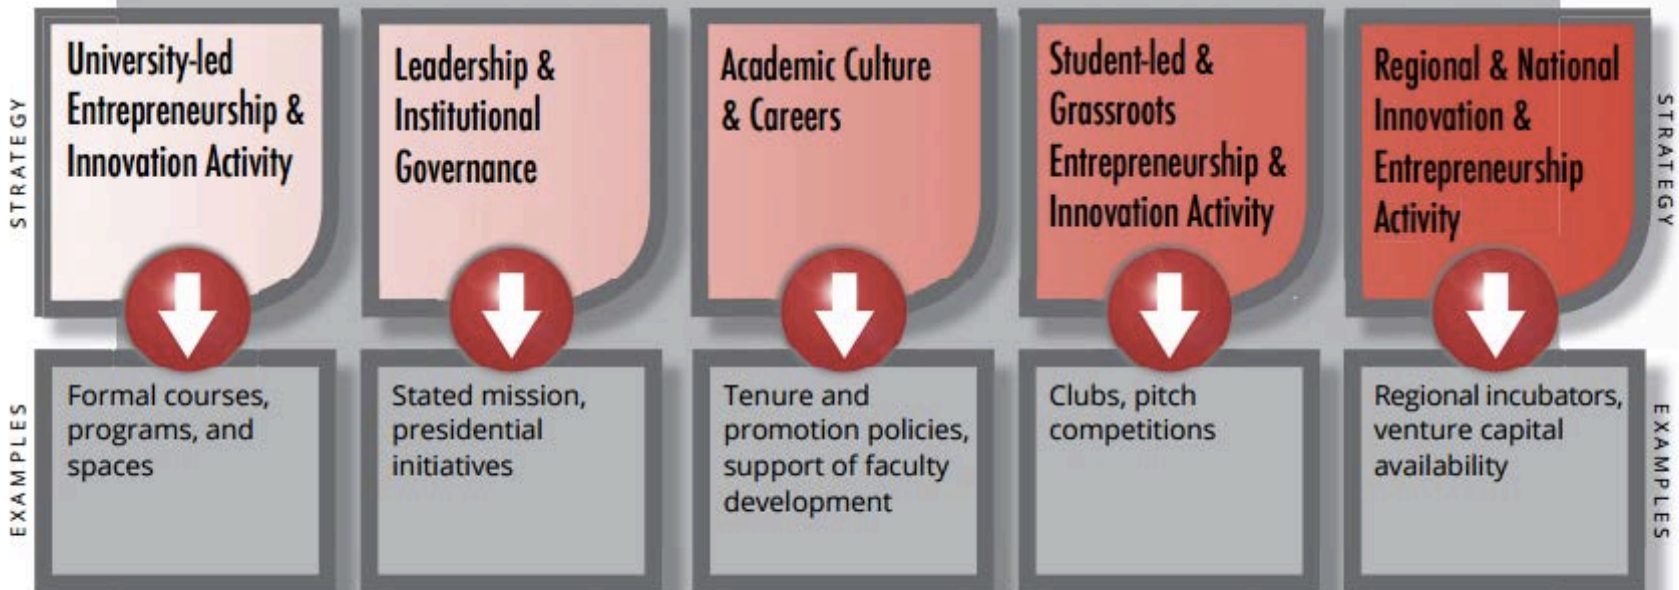 STRATEGY
University-led
Entrepreneurship &
Innovation Activity
Leadership &
Institutional
Governance
Academic Culture
& Careers
Student-led &
Grassroots
Entrepreneurship &
Innovation Activity
Regional & National
Innovation &
Entrepreneurship
Activity
STRATEGY
EXAMPLES
Formal courses,
programs, and
spaces
Stated mission,
presidential
initiatives
Tenure and
promotion policies,
support of faculty
development
Clubs, pitch
competitions
Regional incubators,
venture capital
availability
EXAMPLES